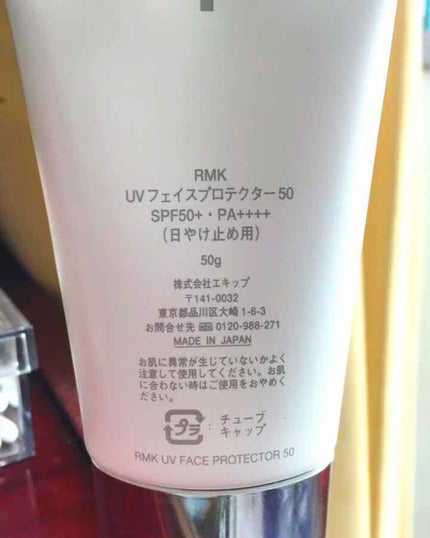 RMK
UVフェイスプロテクター50
SPF50+・PA++++
(日やけ止め用)
50g
株式会社エキップ
〒141-0032
東京都品川区大崎1-6-3
お問合せ先 0120-988-271
MADE IN JAPAN
お肌に異常が生じていないかよく
注意して使用してください。お肌
に合わない時はご使用をおやめく
ださい。
プラ : チューブ
キャップ
RMK UV FACE PROTECTOR 50